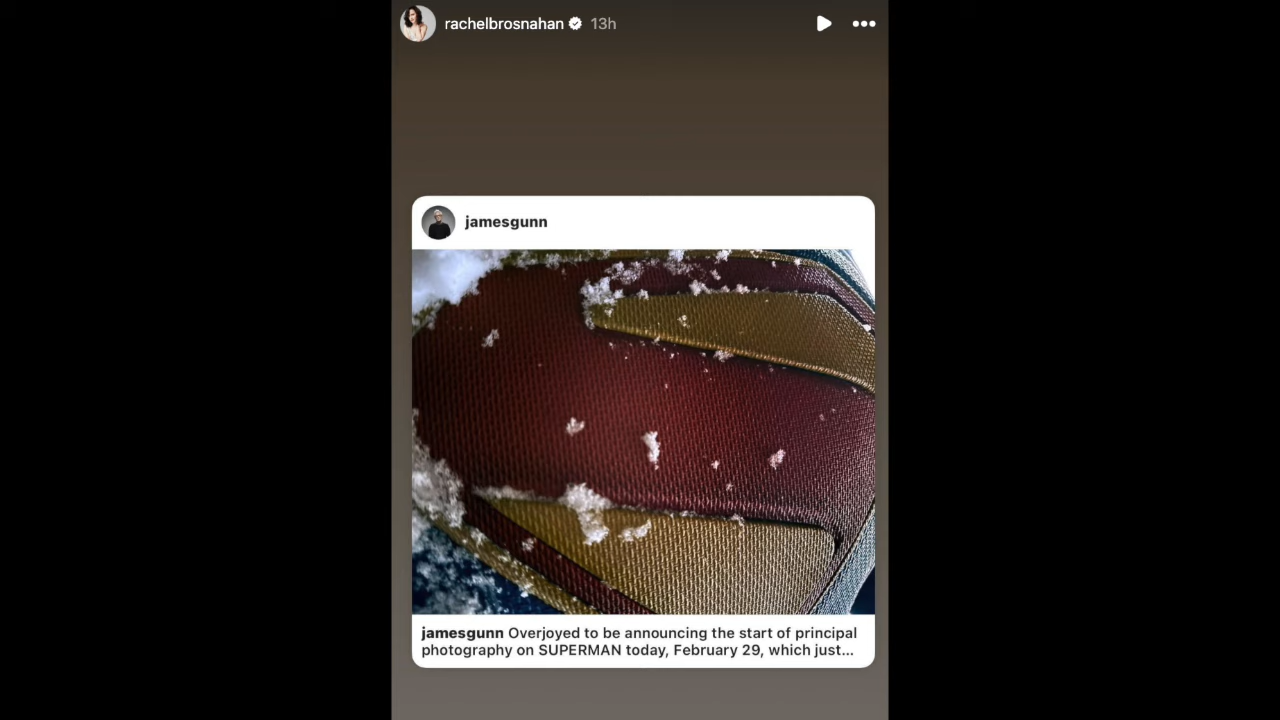 rachelbrosnahan 13h
jamesgunn
jamesgunn Overjoyed to be announcing the start of principal
photography on SUPERMAN today, February 29, which just...